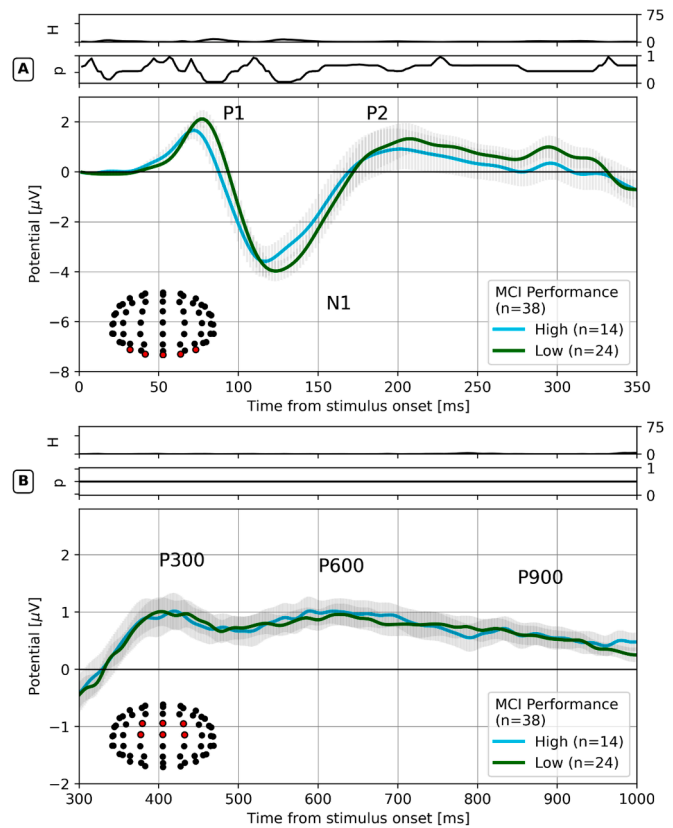 H
75
0
A
p
1
0
P1
P2
N1
2
0
−2
−4
−6
−8
Potential [μV]
MCI Performance
(n=38)
High (n=14)
Low (n=24)
0 50 100 150 200 250 300 350
Time from stimulus onset [ms]
H
75
0
B
p
1
0
P300
P600
P900
2
1
0
−1
−2
Potential [μV]
MCI Performance
(n=38)
High (n=14)
Low (n=24)
300 400 500 600 700 800 900 1000
Time from stimulus onset [ms]